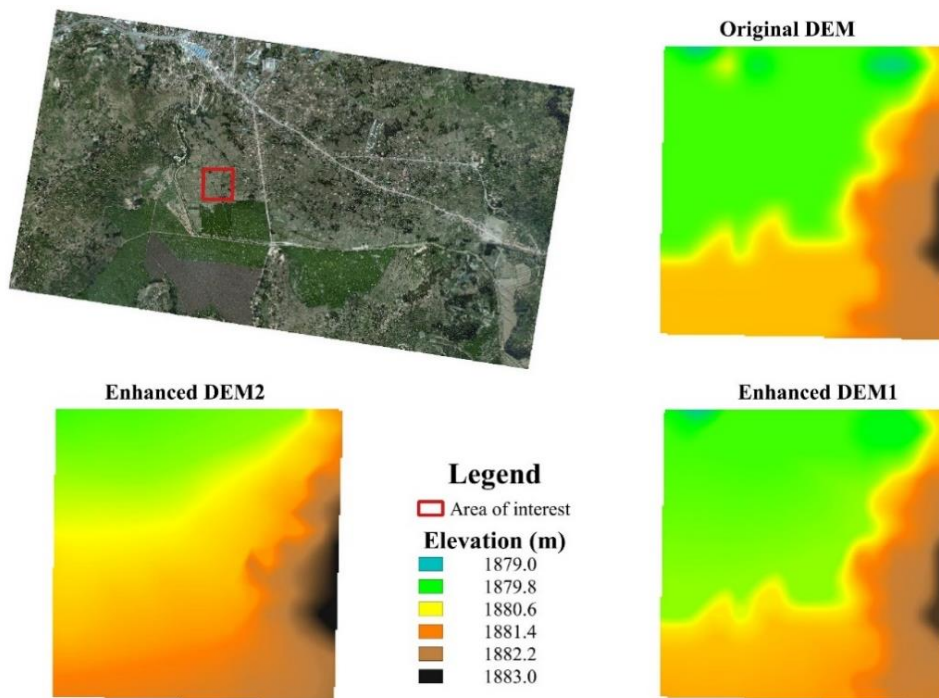 Original DEM
Enhanced DEM2
Enhanced DEM1
Legend
Area of interest
Elevation (m)
1879.0
1879.8
1880.6
1881.4
1882.2
1883.0